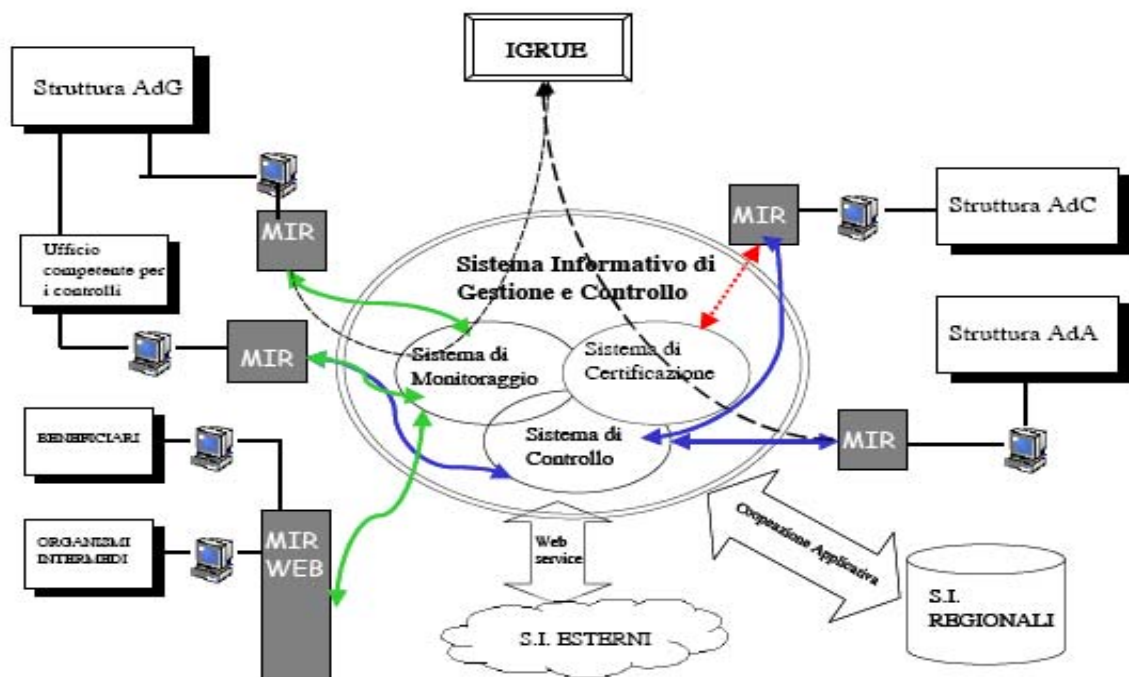 IGRUE
Struttura AdG
MIR
MIR
Struttura AdC
Ufficio
competente per
i controlli
Sistema Informativo di
Gestione e Controllo
MIR
Struttura AdA
Sistema di
Monitoraggio
Sistema di
Certificazione
BENEFICIARI
Sistema di
Controllo
MIR
ORGANISMI
INTERMEDI
MIR
WEB
Web
service
Coopeazione Applicativa
S.I.
REGIONALI
S.I. ESTERNI